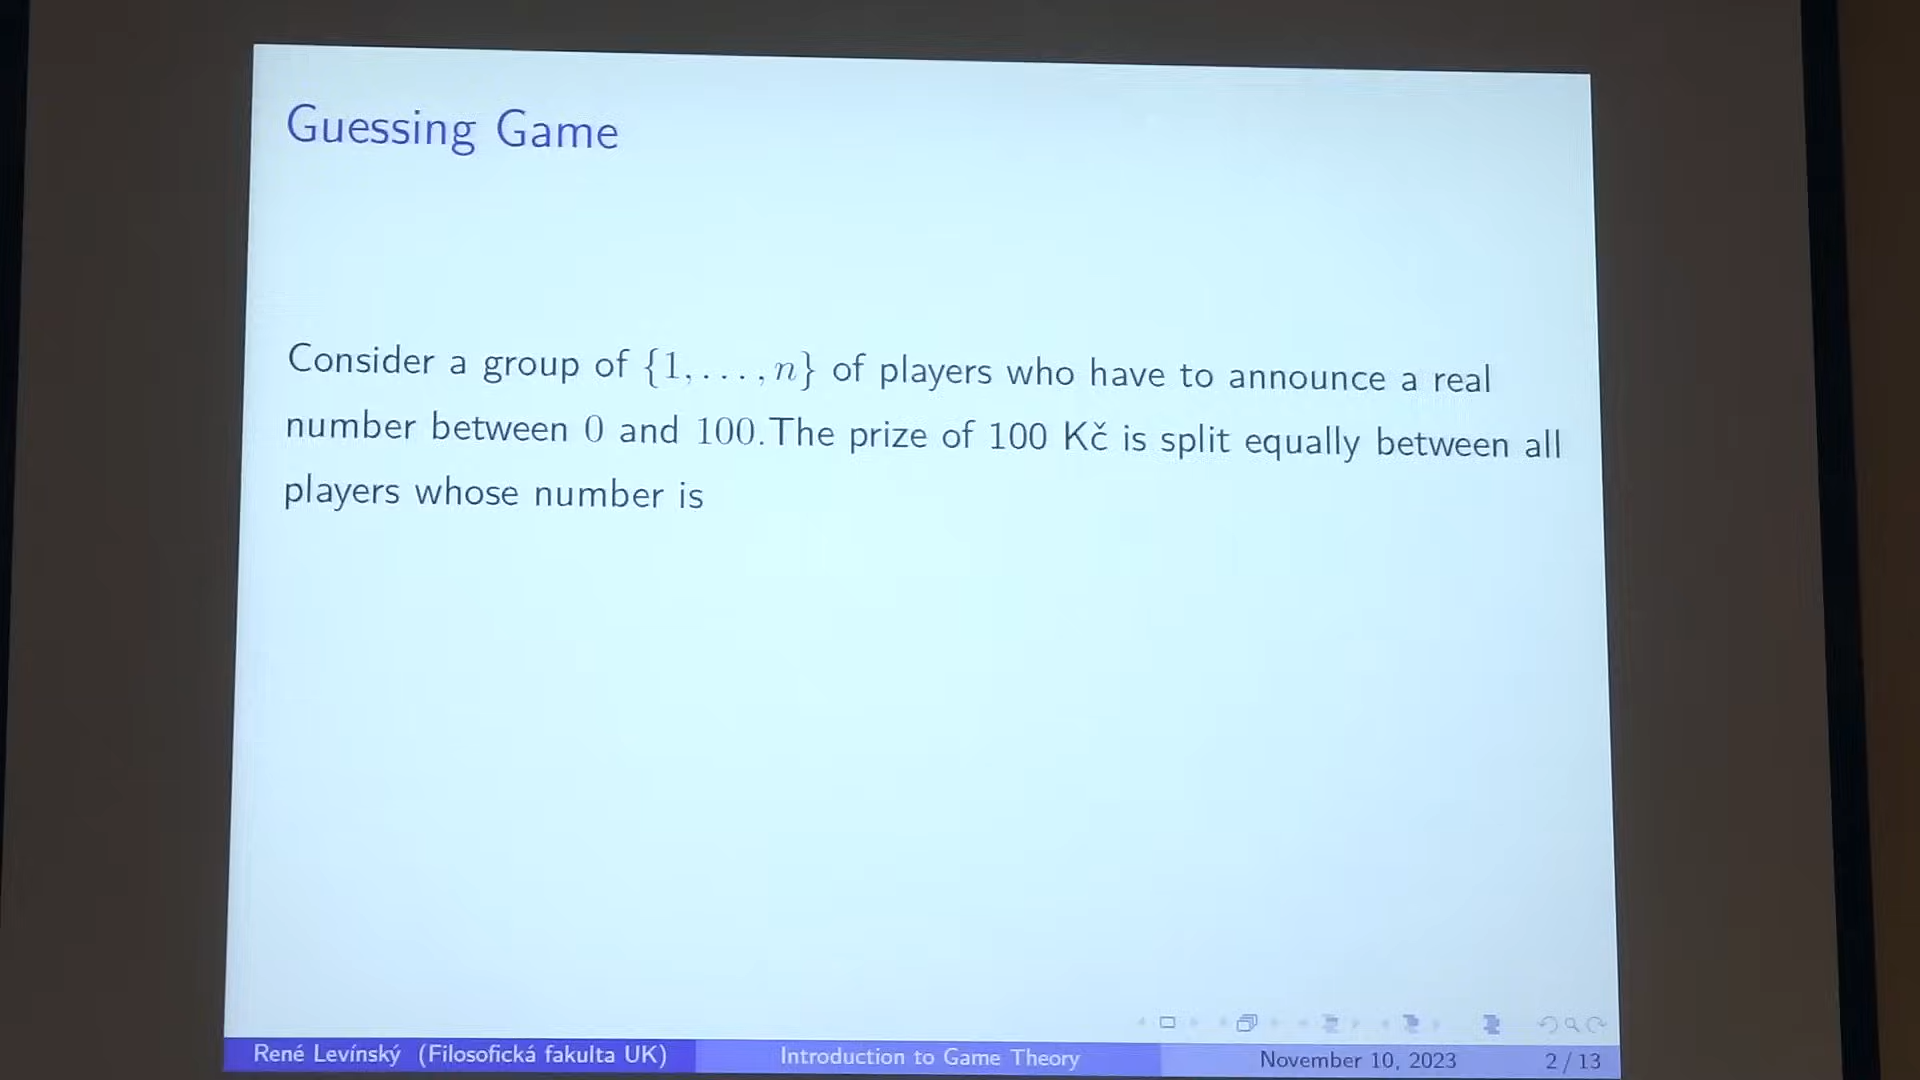 Guessing Game
Consider a group of {1, . . . , n} of players who have to announce a real
number between 0 and 100.The prize of 100 Kč is split equally between all
players whose number is
René Levínský (Filosofická fakulta UK)
Introduction to Game Theory
November 10, 2023
2 / 13